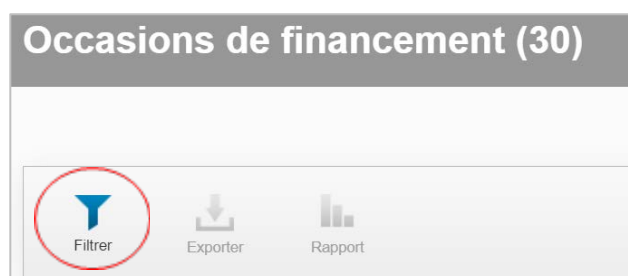 Occasions de financement (30)
Filtrer Exporter Rapport